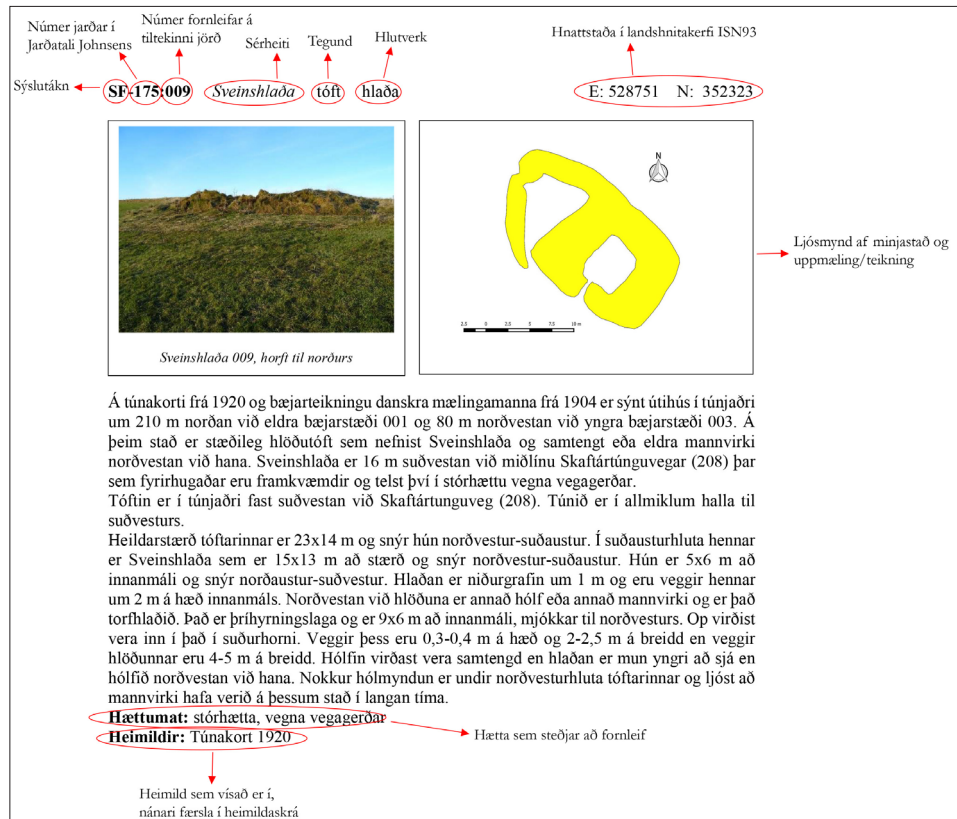 Númer jarðar í
Jarðatali Johnsens
Númer fornleifar á
tiltekinni jörð
Sérheiti
Tegund
Hlutverk
Hnattstaða í landshnitakerfi ISN93
Sýslutákn
SF-175:009 Sveinshlaða tóft hlaða E: 528751 N: 352323
N
2.5 0 2.5 5 7.5 10 m
Ljósmynd af minjastað og
uppmæling/teikning
Sveinshlaða 009, horft til norðurs
Á túnakorti frá 1920 og bæjarteikningu danskra mælingamanna frá 1904 er sýnt útihús í túnjaðri
um 210 m norðan við eldra bæjarstæði 001 og 80 m norðvestan við yngra bæjarstæði 003. Á
þeim stað er stæðileg hlöðutóft sem nefnist Sveinshlaða og samtengt eða eldra mannvirki
norðvestan við hana. Sveinshlaða er 16 m suðvestan við miðlínu Skaftártúnguvegar (208) þar
sem fyrirhugaðar eru framkvæmdir og telst því í stórhættu vegna vegagerðar.
Tóftin er í túnjaðri fast suðvestan við Skaftártunguveg (208). Túnið er í allmiklum halla til
suðvesturs.
Heildarstærð tóftarinnar er 23x14 m og snýr hún norðvestur-suðaustur. Í suðausturhluta hennar
er Sveinshlaða sem er 15x13 m að stærð og snýr norðvestur-suðaustur. Hún er 5x6 m að
innanmáli og snýr norðaustur-suðvestur. Hlaðan er niðurgrafin um 1 m og eru veggir hennar
um 2 m á hæð innanmáls. Norðvestan við hlöðuna er annað hólf eða annað mannvirki og er það
torfhlaðið. Það er þríhyrningslaga og er 9x6 m að innanmáli, mjókkar til norðvesturs. Op virðist
vera inn í það í suðurhorni. Veggir þess eru 0,3-0,4 m á hæð og 2-2,5 m á breidd en veggir
hlöðunnar eru 4-5 m á breidd. Hólfin virðast vera samtengd en hlaðan er mun yngri að sjá en
hólfið norðvestan við hana. Nokkur hólmyndun er undir norðvesturhluta tóftarinnar og ljóst að
mannvirki hafa verið á þessum stað í langan tíma.
Hættumat: stórhætta, vegna vegagerðar
Heimildir: Túnakort 1920
Hætta sem steðjar að fornleif
Heimild sem vísað er í,
nánari færsla í heimildaskrá